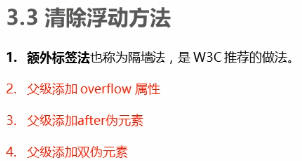 3.3 清除浮动方法
1. 额外标签法也称为隔墙法，是 W3C 推荐的做法。
2. 父级添加 overflow 属性
3. 父级添加after伪元素
4. 父级添加双伪元素